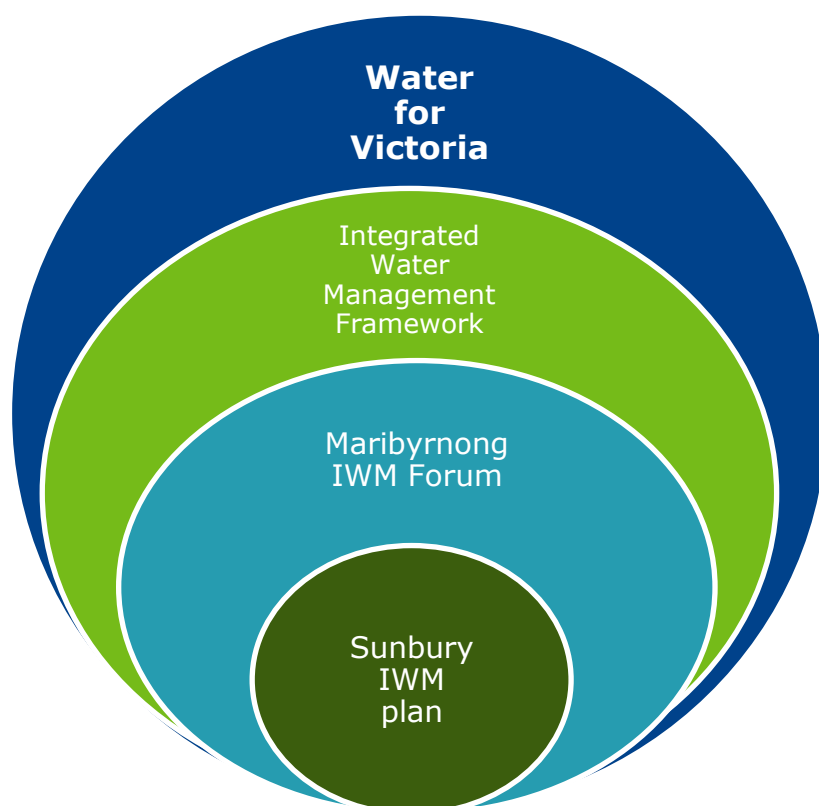 Water
for
Victoria
Integrated
Water
Management
Framework
Maribyrnong
IWM Forum
Sunbury
IWM
plan